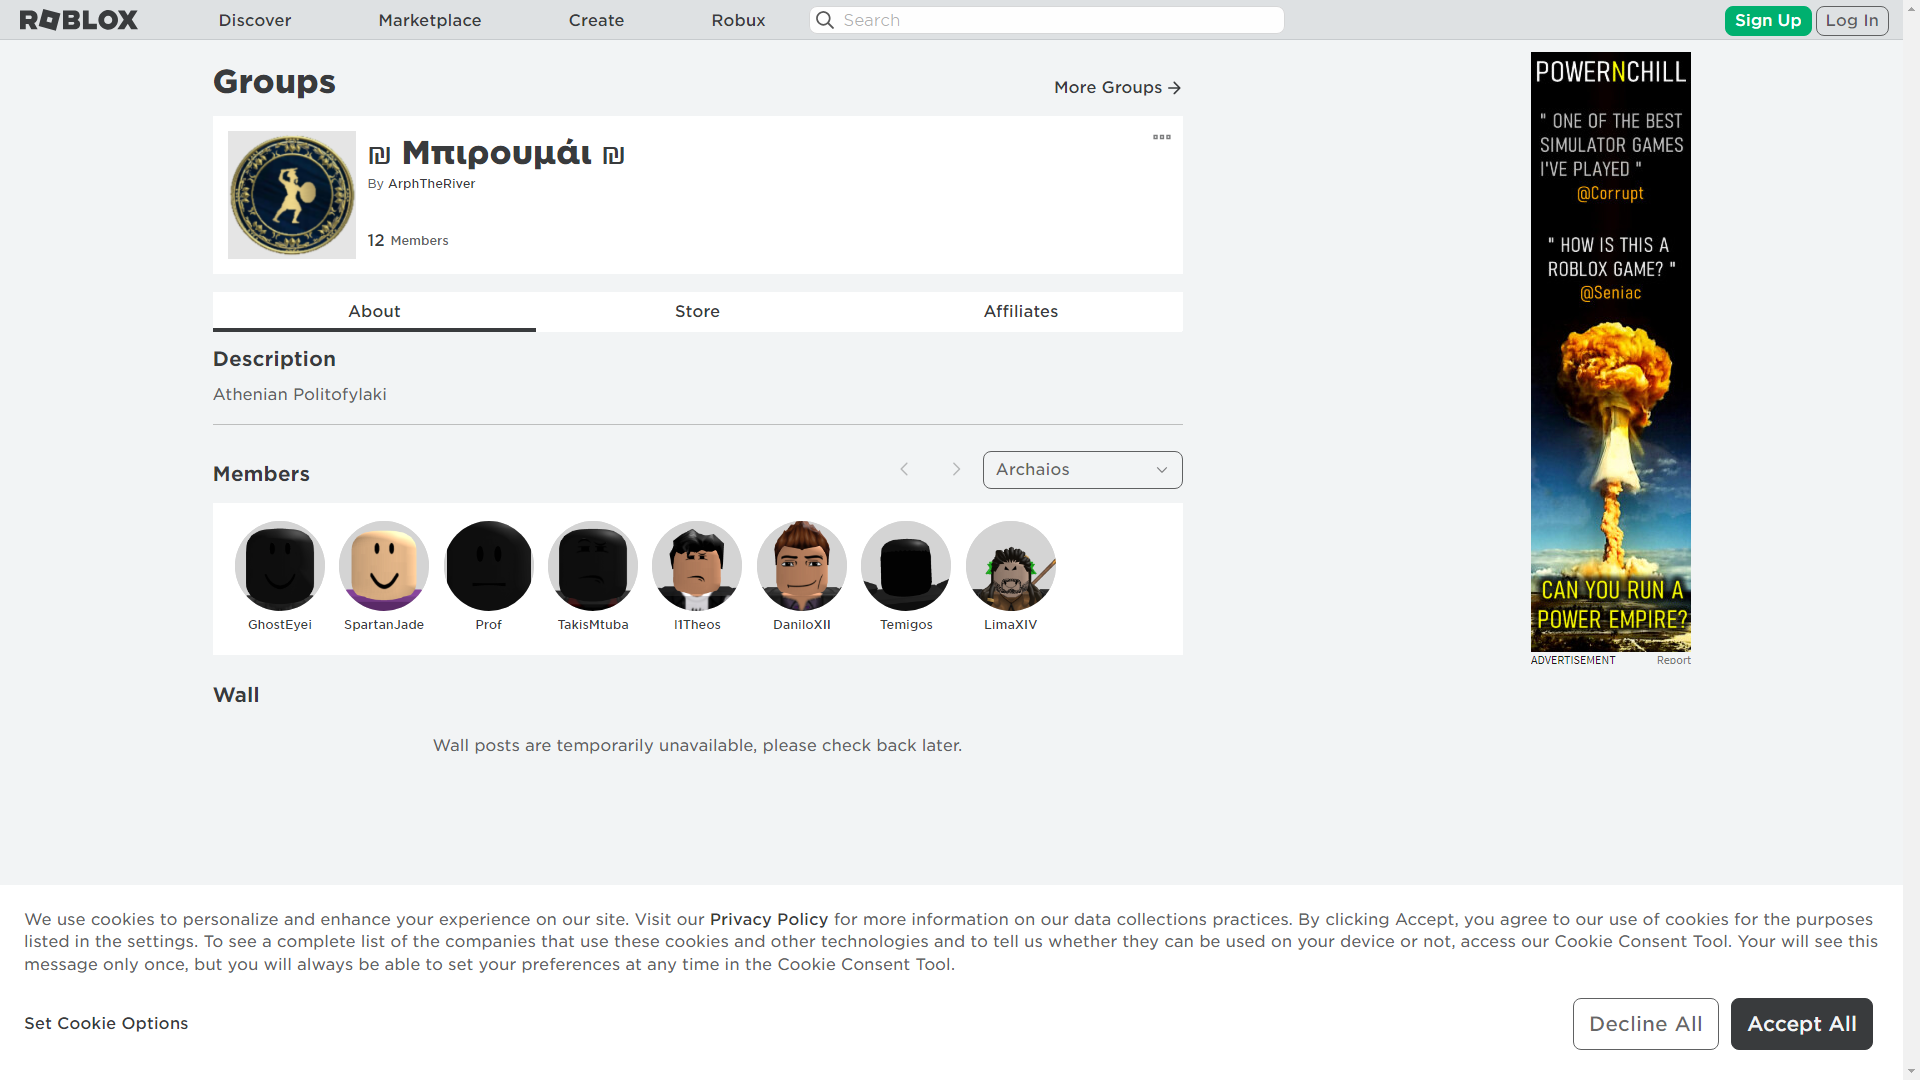 ROBLOX
Discover
Marketplace
Create
Robux
Search
Sign Up
Log In
Groups
More Groups
₪ Μπιρουμάι ₪
By ArphTheRiver
12 Members
About
Store
Affiliates
Description
Athenian Politofylaki
Members
Archaios
GhostEyei
SpartanJade
Prof
TakisMtuba
I1Theos
DaniloXII
Temigos
LimaXIV
Wall
Wall posts are temporarily unavailable, please check back later.
POWERNCHILL
" ONE OF THE BEST
SIMULATOR GAMES
I'VE PLAYED "
@Corrupt
" HOW IS THIS A
ROBLOX GAME? "
@Seniac
CAN YOU RUN A
POWER EMPIRE?
ADVERTISEMENT
Report
We use cookies to personalize and enhance your experience on our site. Visit our Privacy Policy for more information on our data collections practices. By clicking Accept, you agree to our use of cookies for the purposes
listed in the settings. To see a complete list of the companies that use these cookies and other technologies and to tell us whether they can be used on your device or not, access our Cookie Consent Tool. Your will see this
message only once, but you will always be able to set your preferences at any time in the Cookie Consent Tool.
Set Cookie Options
Decline All
Accept All